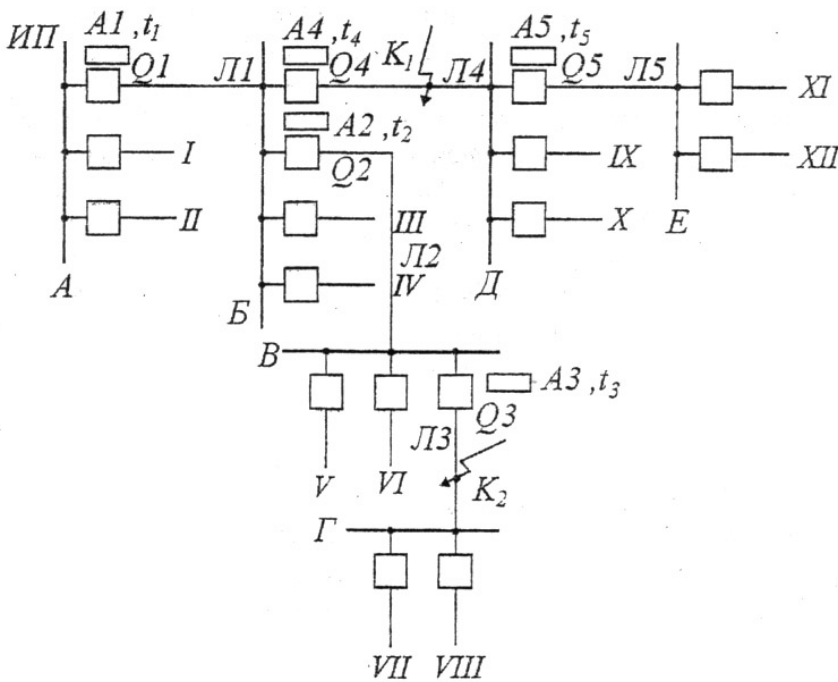 ИП A1, t₁ A4, t₄ K₁ A5, t₅
Q1 Л1 Q4 Л4 Q5 Л5 XI
A2, t₂
I Q2 IX XII
II III X E
A Л2
IV Д
Б
В
A3, t₃
Q3
Л3
V VI K₂
Г
VII VIII